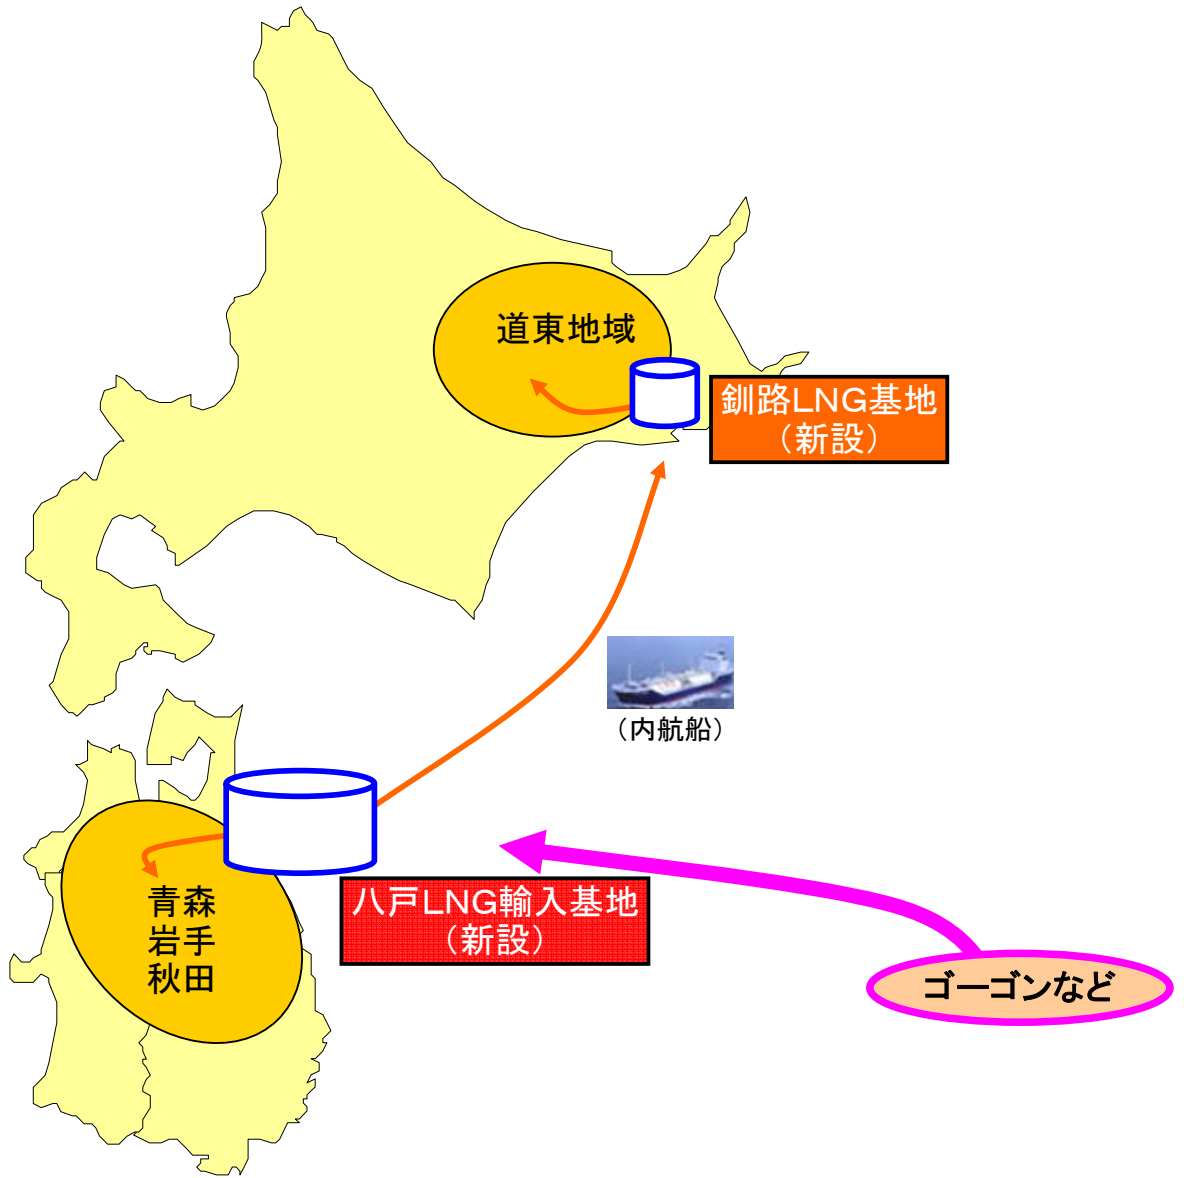 道東地域
釧路LNG基地
（新設）
（内航船）
八戸LNG輸入基地
（新設）
青森
岩手
秋田
ゴーゴンなど